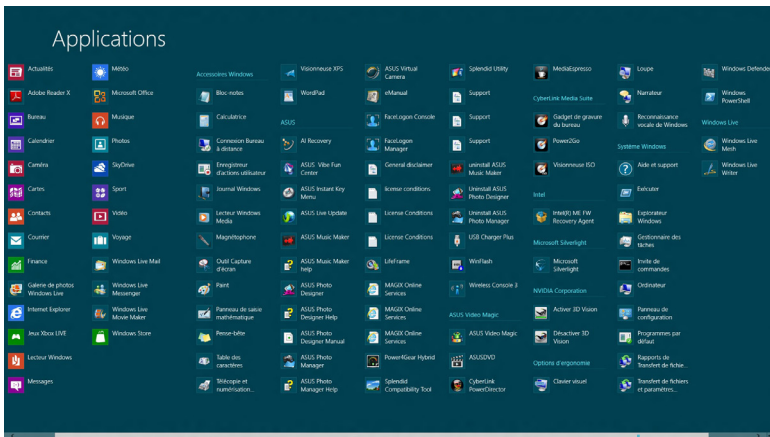 Applications
Actualités
Adobe Reader X
Bureau
Calendrier
Caméra
Cartes
Contacts
Courrier
Finance
Galerie de photos
Windows Live
Internet Explorer
Jeux Xbox LIVE
Lecteur Windows
Messages
Météo
Microsoft Office
Musique
Photos
SkyDrive
Sport
Vidéo
Voyage
Windows Live Mail
Windows Live
Messenger
Windows Live
Movie Maker
Windows Store
Accessoires Windows
Bloc-notes
Calculatrice
Connexion Bureau
à distance
Enregistreur
d'actions utilisateur
Journal Windows
Lecteur Windows
Media
Magnétophone
Outil Capture
d'écran
Paint
Panneau de saisie
mathématique
Pense-bête
Table des
caractères
Télécopie et
numérisation...
Visionneuse XPS
WordPad
ASUS
AI Recovery
ASUS Vibe Fun
Center
ASUS Instant Key
Menu
ASUS Live Update
ASUS Music Maker
ASUS Music Maker
help
ASUS Photo
Designer
ASUS Photo
Designer Help
ASUS Photo
Designer Manual
ASUS Photo
Manager
ASUS Photo
Manager Help
ASUS Virtual
Camera
eManual
FaceLogon Console
FaceLogon
Manager
General disclaimer
license conditions
License Conditions
License Conditions
LifeFrame
MAGIX Online
Services
MAGIX Online
Services
MAGIX Online
Services
Power4Gear Hybrid
Splendid
Compatibility Tool
Splendid Utility
Support
Support
Support
uninstall ASUS
Music Maker
Uninstall ASUS
Photo Designer
Uninstall ASUS
Photo Manager
USB Charger Plus
WinFlash
Wireless Console 3
ASUS Video Magic
ASUS Video Magic
ASUSDVD
CyberLink
PowerDirector
MediaEspresso
CyberLink Media Suite
Gadget de gravure
du bureau
Power2Go
Visionneuse ISO
Intel
Intel(R) ME FW
Recovery Agent
Microsoft Silverlight
Microsoft
Silverlight
NVIDIA Corporation
Activer 3D Vision
Désactiver 3D
Vision
Options d'ergonomie
Clavier visuel
Loupe
Narrateur
Reconnaissance
vocale de Windows
Système Windows
Aide et support
Exécuter
Explorateur
Windows
Gestionnaire des
tâches
Invite de
commandes
Ordinateur
Panneau de
configuration
Programmes par
défaut
Rapports de
Transfert de fichie...
Transfert de fichiers
et paramètres...
Windows Defender
Windows
PowerShell
Windows Live
Windows Live
Mesh
Windows Live
Writer